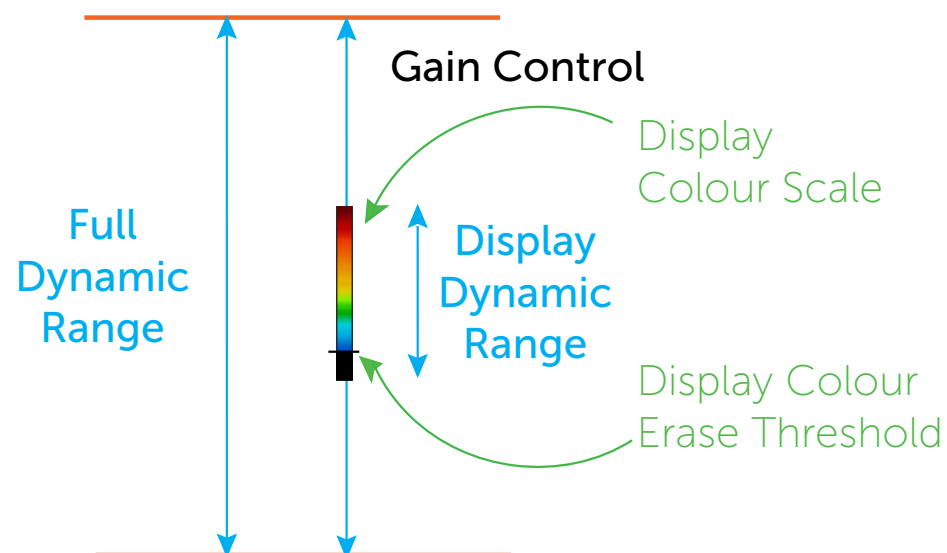 Gain Control
Display
Colour Scale
Full
Dynamic
Range
Display
Dynamic
Range
Display Colour
Erase Threshold